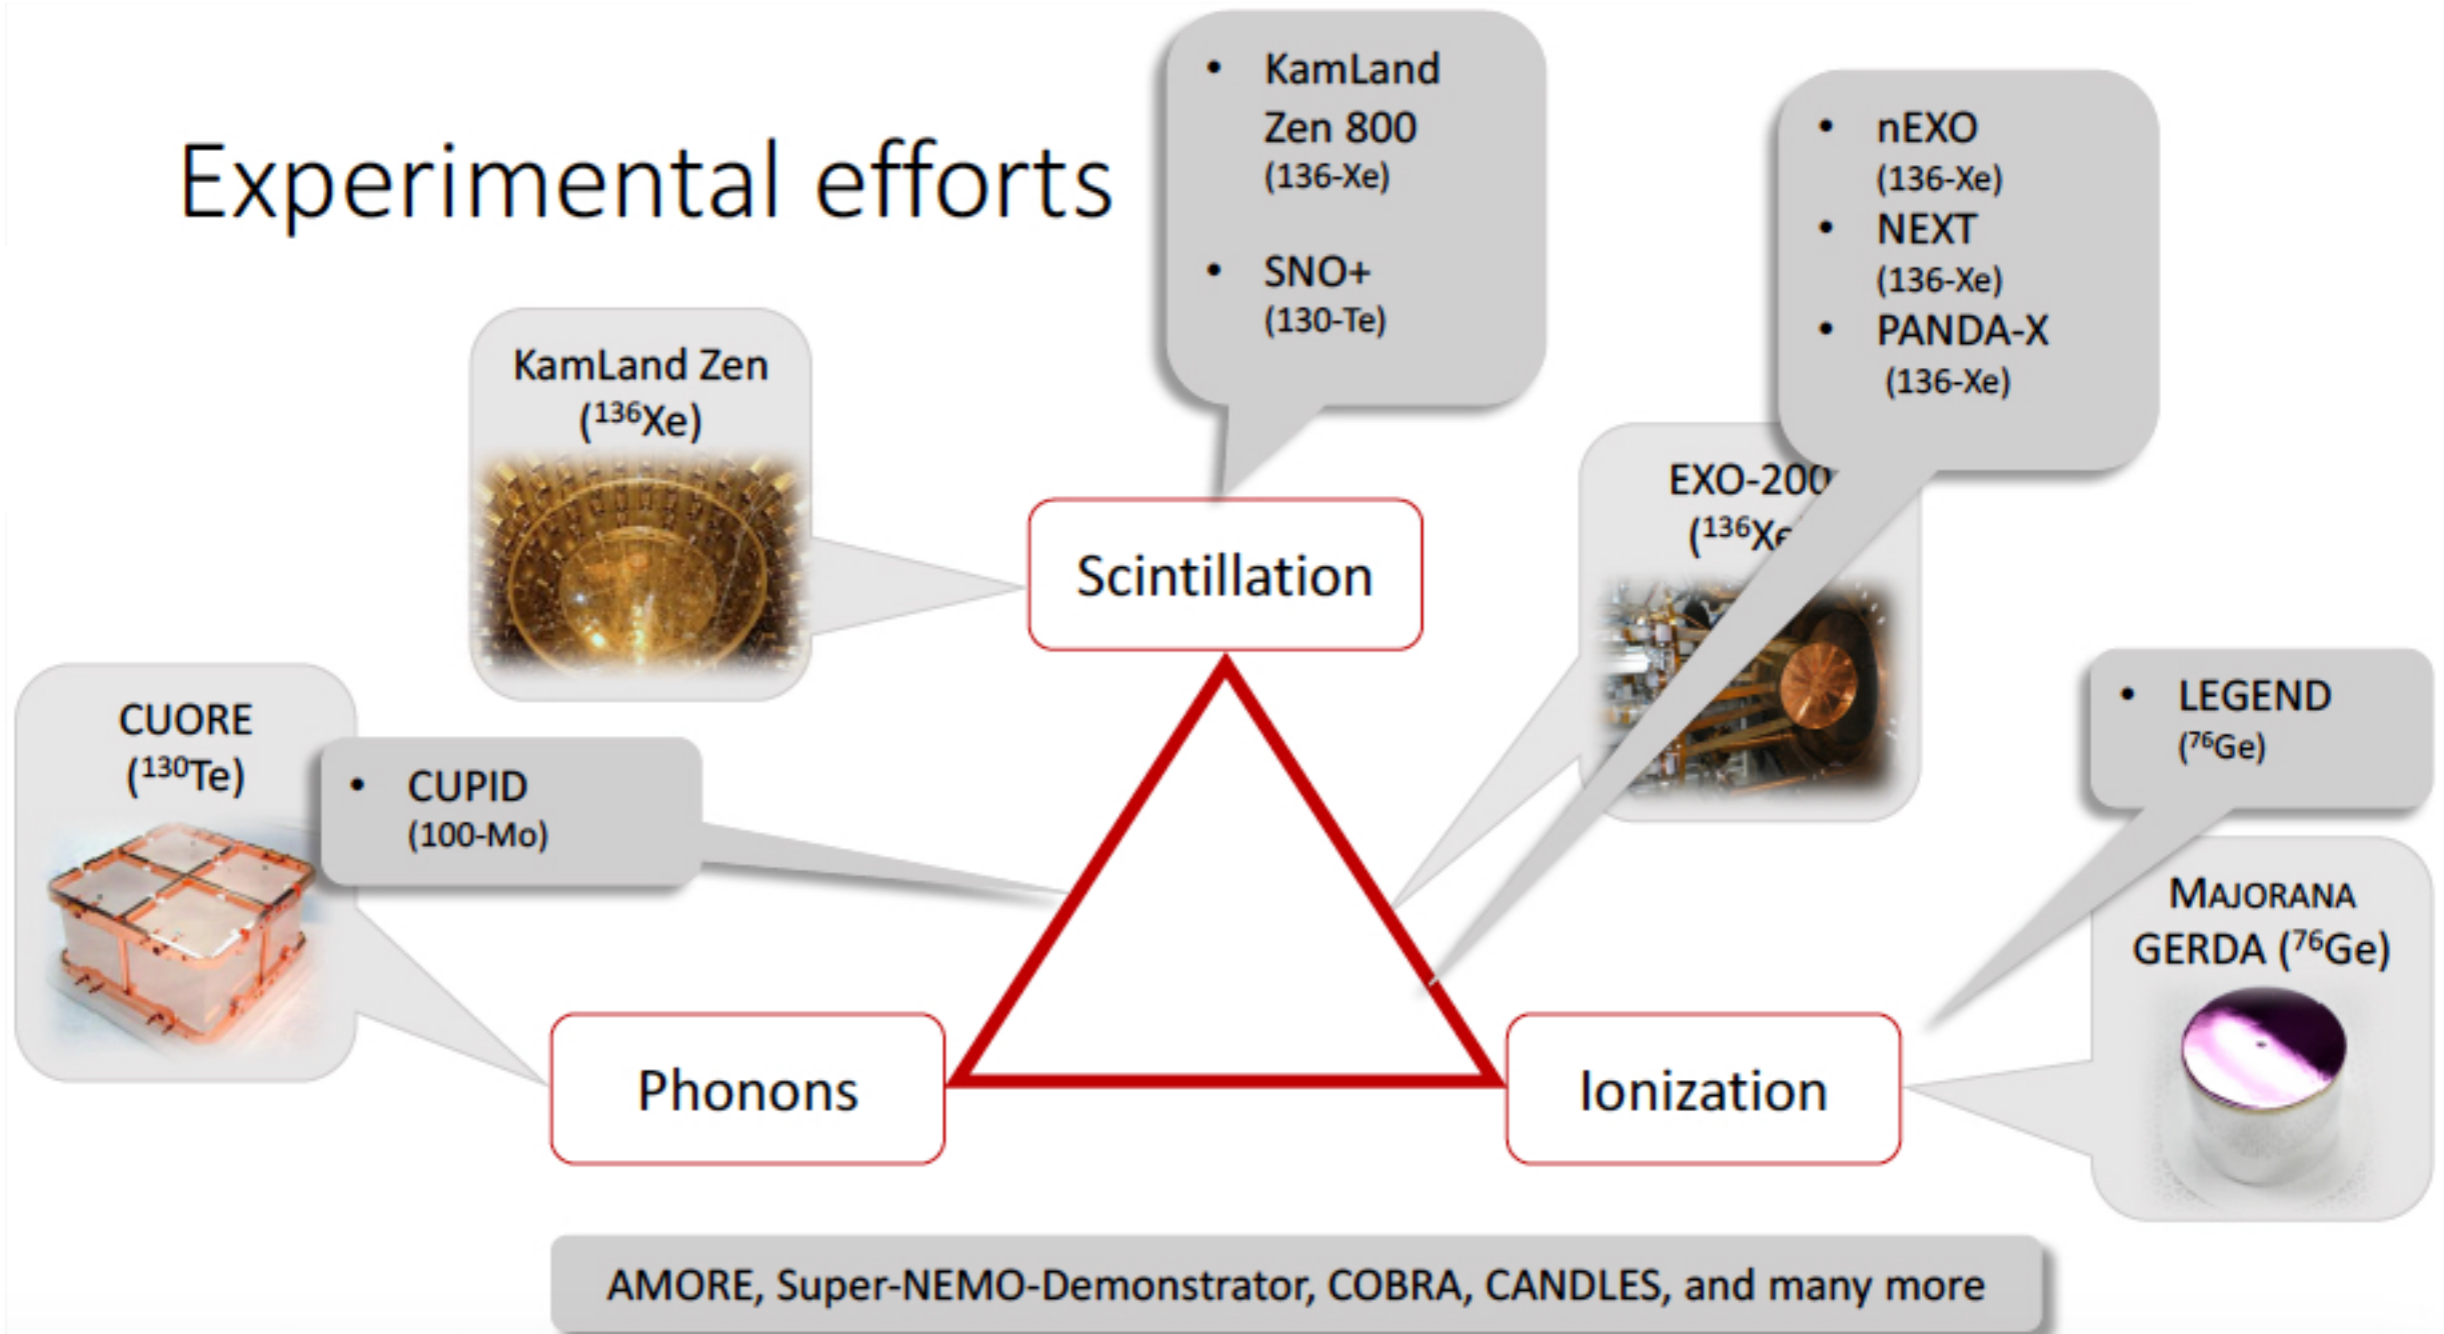 Experimental efforts
• KamLand
Zen 800
(136-Xe)
• SNO+
(130-Te)
• nEXO
(136-Xe)
• NEXT
(136-Xe)
• PANDA-X
(136-Xe)
KamLand Zen
(¹³⁶Xe)
EXO-200
(¹³⁶Xe
Scintillation
CUORE
(¹³⁰Te)
• CUPID
(100-Mo)
• LEGEND
(⁷⁶Ge)
MAJORANA
GERDA (⁷⁶Ge)
Phonons
Ionization
AMORE, Super-NEMO-Demonstrator, COBRA, CANDLES, and many more